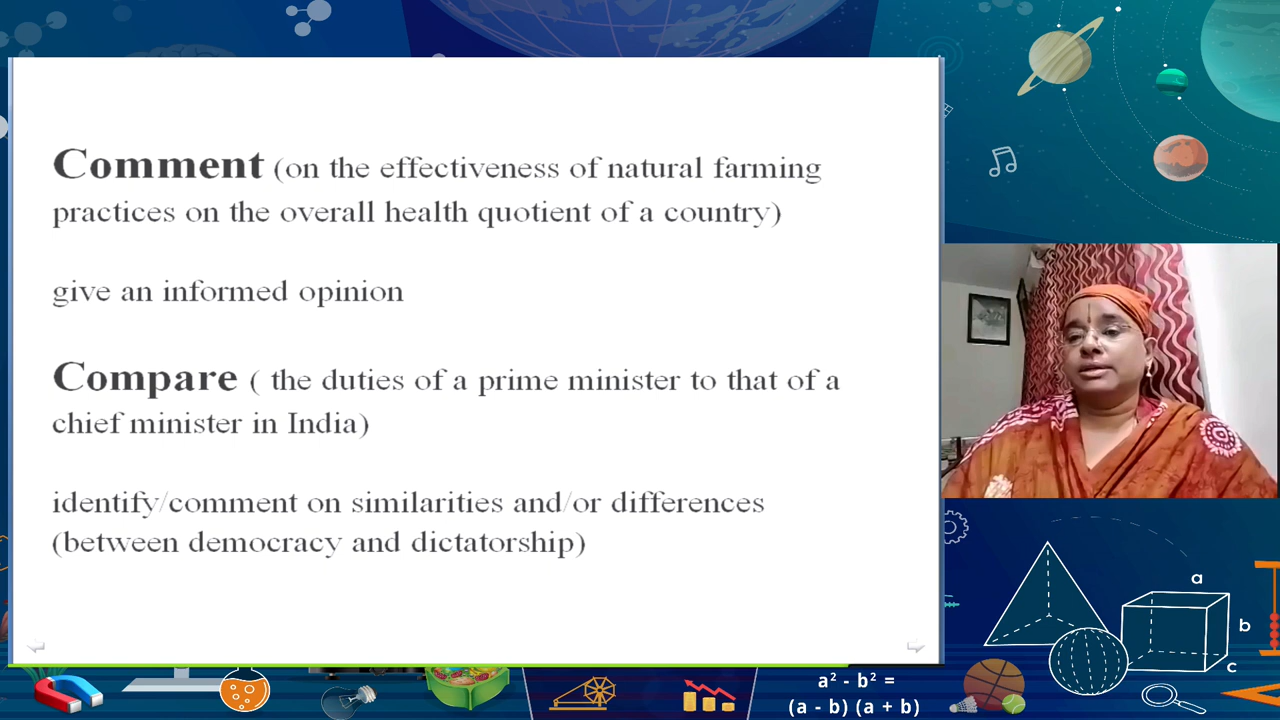 Comment (on the effectiveness of natural farming
practices on the overall health quotient of a country)
give an informed opinion
Compare ( the duties of a prime minister to that of a
chief minister in India)
identify/comment on similarities and/or differences
(between democracy and dictatorship)
a
b
c
a² - b² =
(a - b) (a + b)